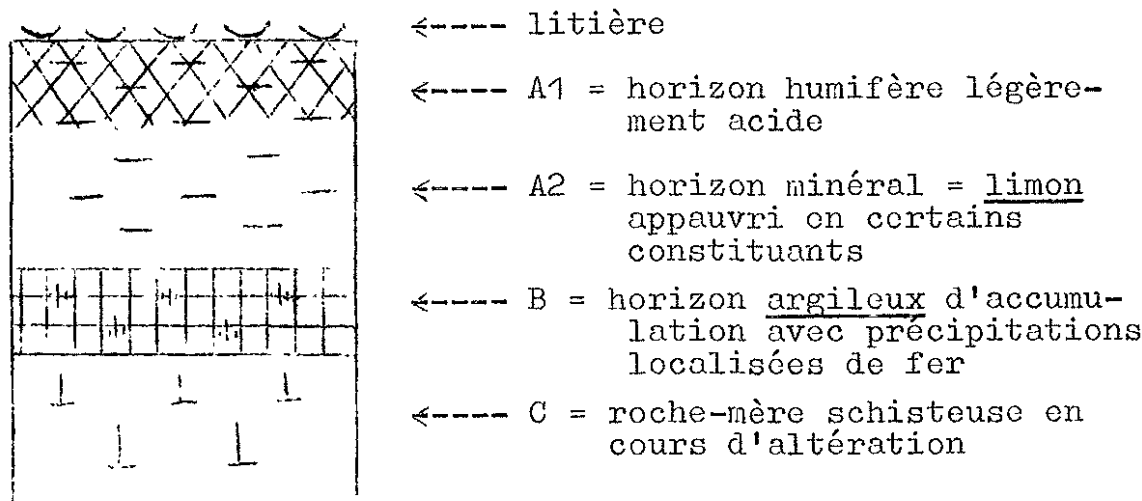 <---- litière
<---- A1 = horizon humifère légère-
ment acide
<---- A2 = horizon minéral = limon
appauvri en certains
constituants
<---- B = horizon argileux d'accumu-
lation avec précipitations
localisées de fer
<---- C = roche-mère schisteuse en
cours d'altération